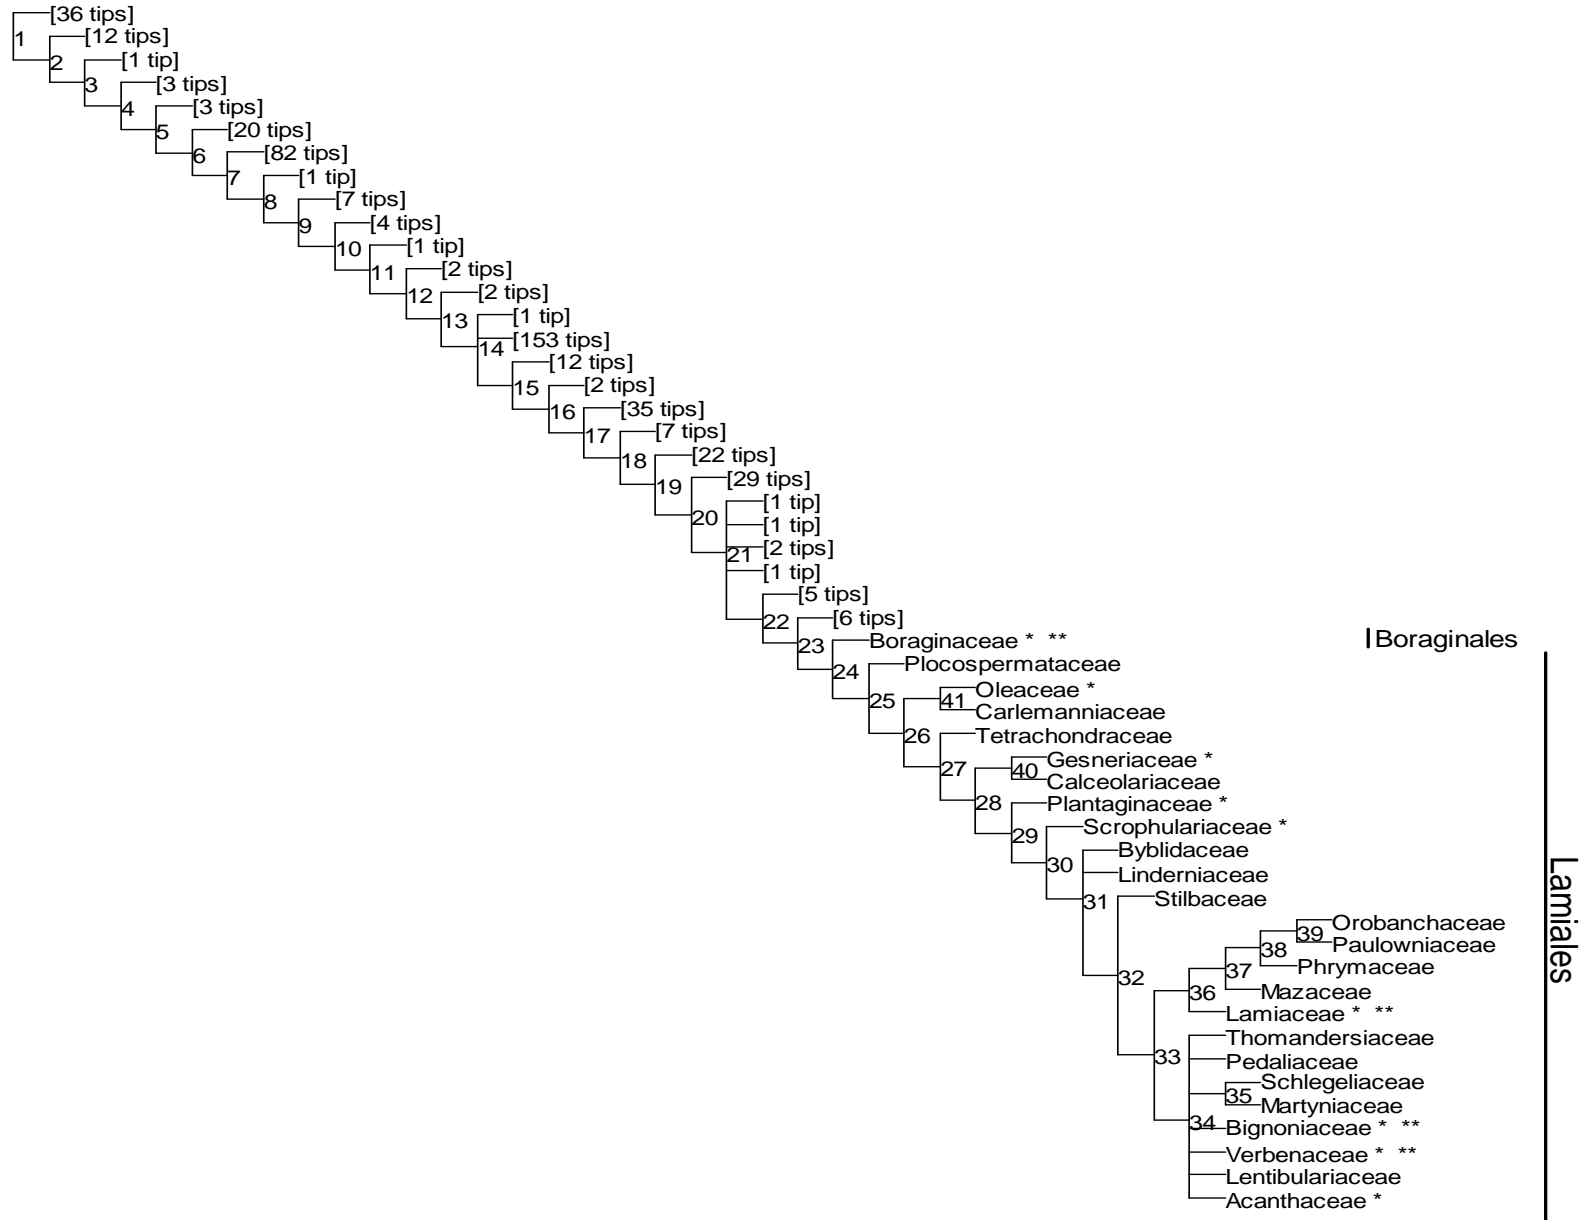 [36 tips]
1
[12 tips]
2
[1 tip]
3
[3 tips]
4
[3 tips]
5
[20 tips]
6
[82 tips]
7
[1 tip]
8
[7 tips]
9
[4 tips]
10
[1 tip]
11
[2 tips]
12
[2 tips]
13
[1 tip]
[153 tips]
14
[12 tips]
15
[2 tips]
16
[35 tips]
17
[7 tips]
18
[22 tips]
19
[29 tips]
[1 tip]
20
[1 tip]
[2 tips]
21
[1 tip]
[5 tips]
22
[6 tips]
23
Boraginaceae * **
Boraginales
Plocospermataceae
24
Oleaceae *
25
41
Carlemanniaceae
Tetrachondraceae
26
Gesneriaceae *
27
40
Calceolariaceae
28
Plantaginaceae *
Scrophulariaceae *
29
Byblidaceae
30
Linderniaceae
Stilbaceae
31
Lamiales
Orobanchaceae
39
Paulowniaceae
38
Phrymaceae
37
32
Mazaceae
36
Lamiaceae * **
Thomandersiaceae
33
Pedaliaceae
Schlegeliaceae
35
Martyniaceae
34
Bignoniaceae * **
Verbenaceae * **
Lentibulariaceae
Acanthaceae *